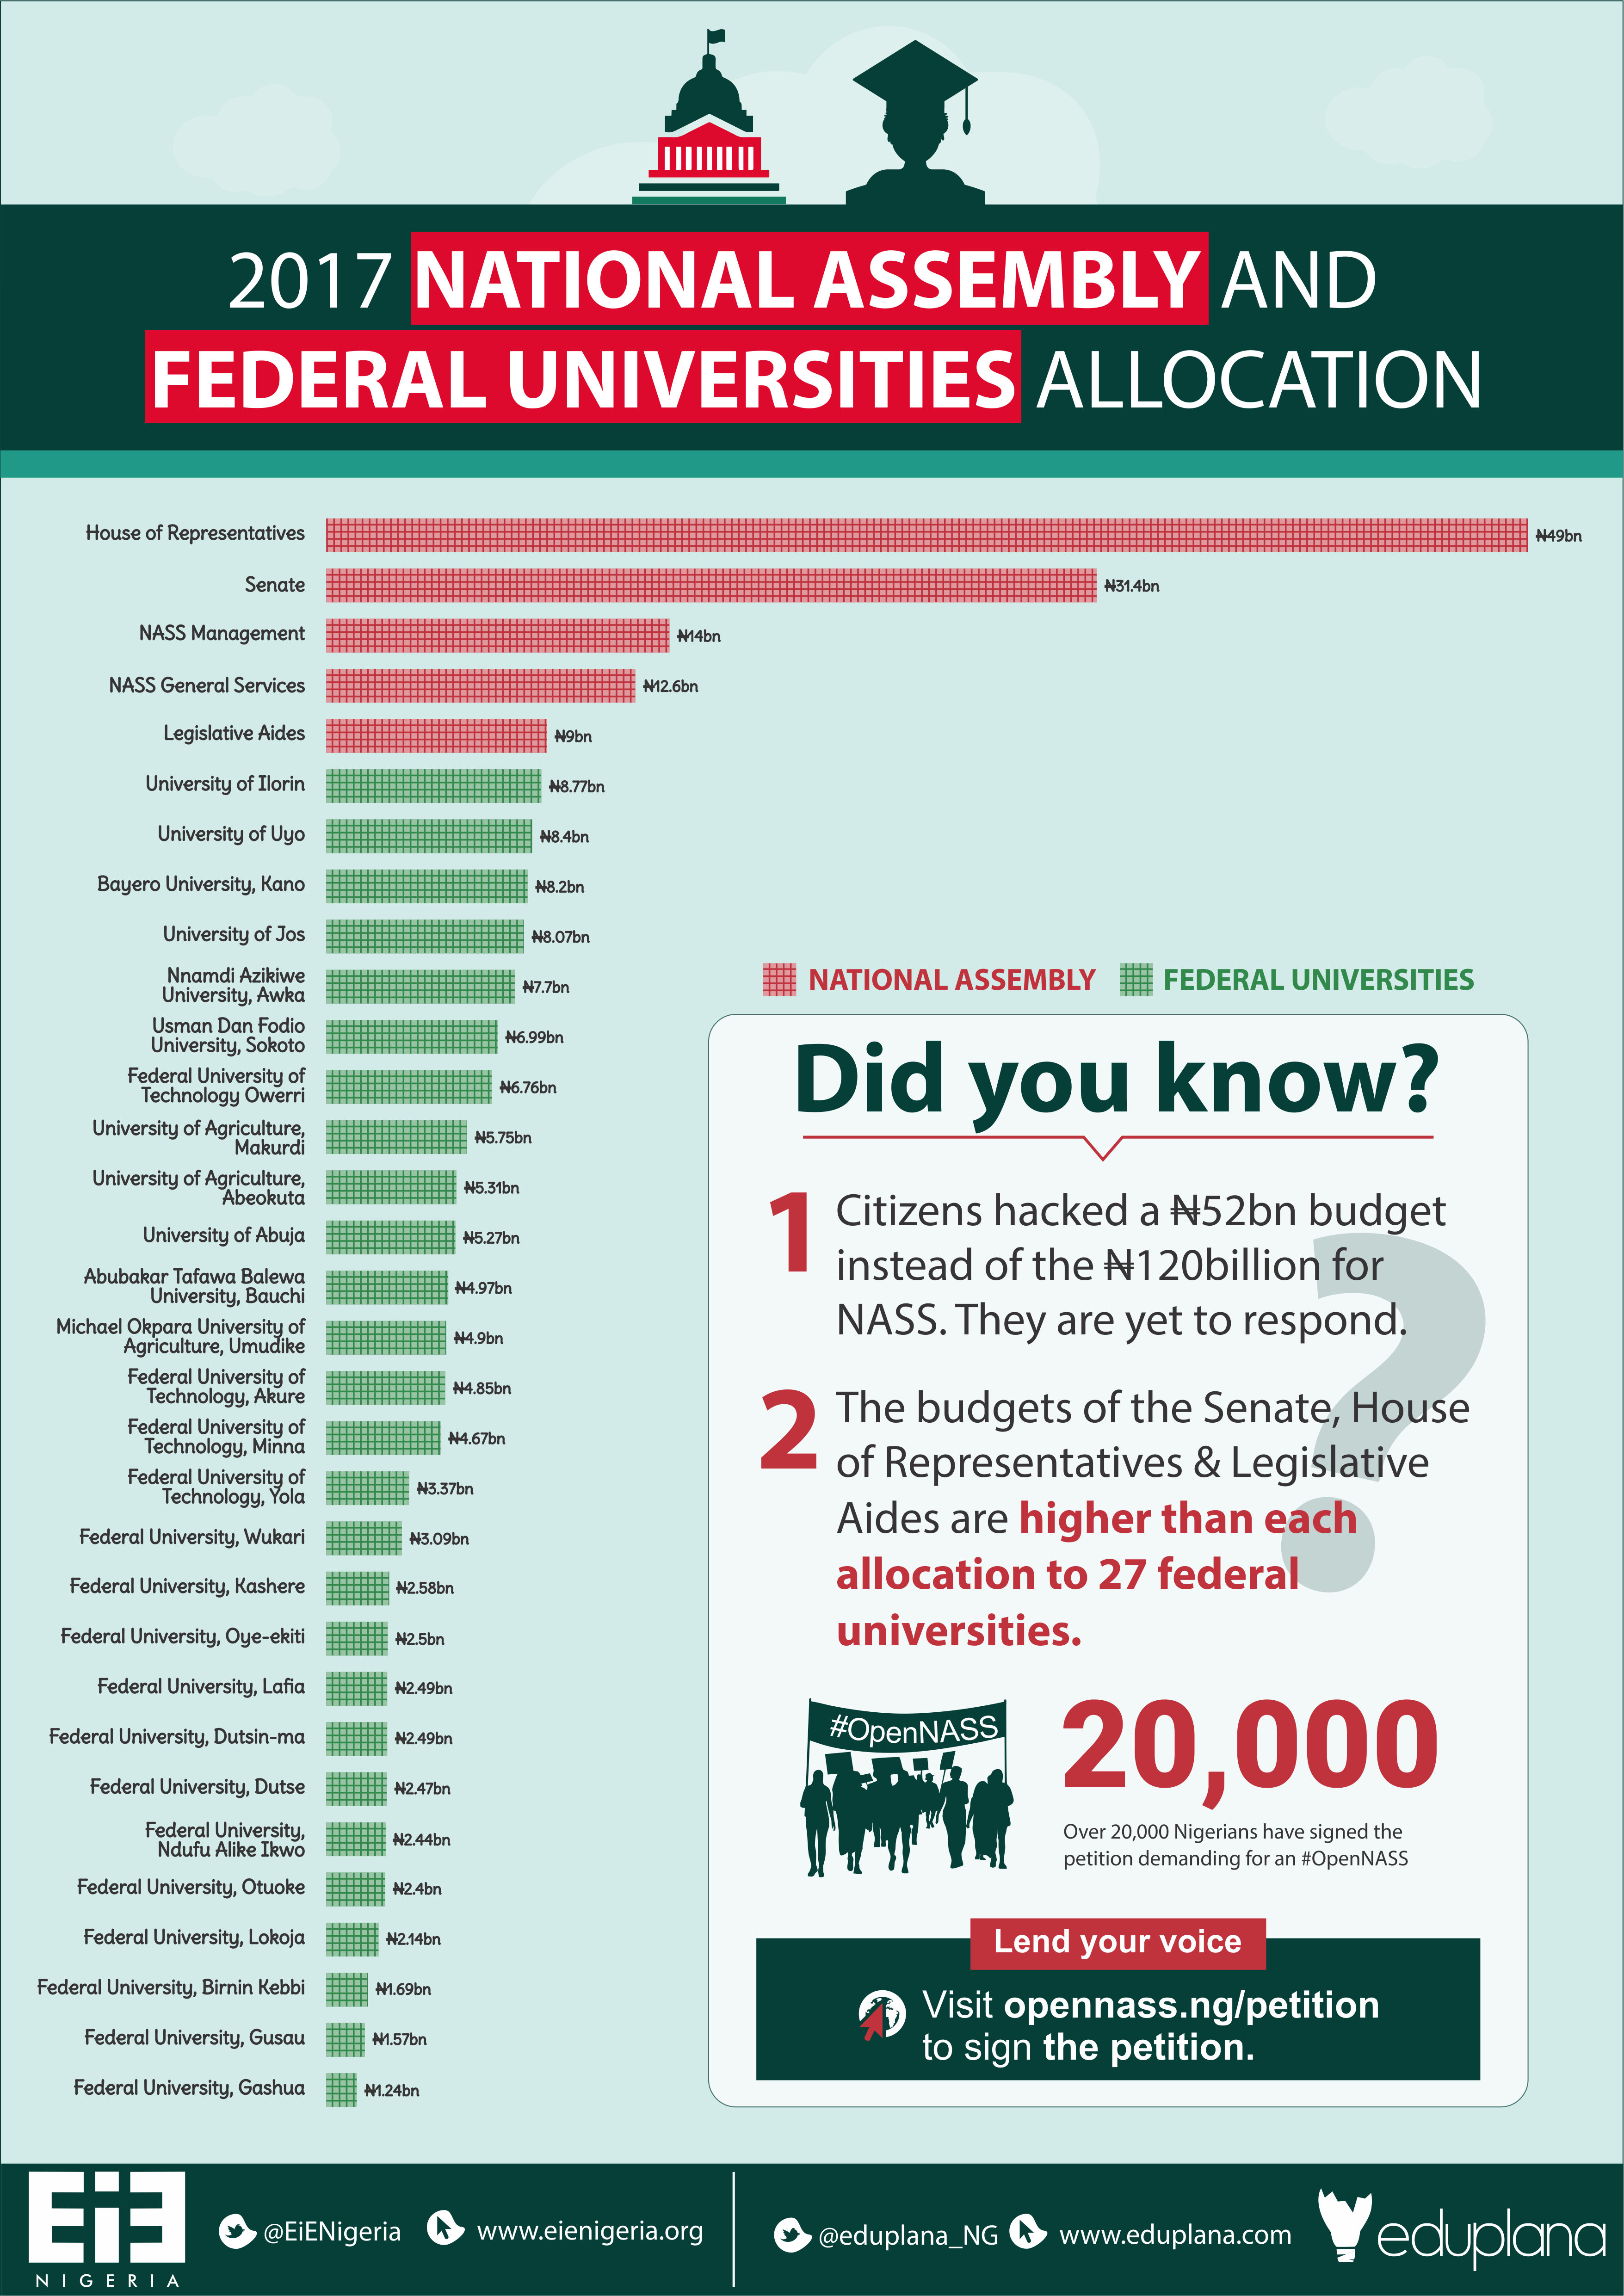 2017 NATIONAL ASSEMBLY AND
FEDERAL UNIVERSITIES ALLOCATION
House of Representatives ₦49bn
Senate ₦31.4bn
NASS Management ₦14bn
NASS General Services ₦12.6bn
Legislative Aides ₦9bn
University of Ilorin ₦8.77bn
University of Uyo ₦8.4bn
Bayero University, Kano ₦8.2bn
University of Jos ₦8.07bn
Nnamdi Azikiwe
University, Awka ₦7.7bn
Usman Dan Fodio
University, Sokoto ₦6.99bn
Federal University of
Technology Owerri ₦6.76bn
University of Agriculture,
Makurdi ₦5.75bn
University of Agriculture,
Abeokuta ₦5.31bn
University of Abuja ₦5.27bn
Abubakar Tafawa Balewa
University, Bauchi ₦4.97bn
Michael Okpara University of
Agriculture, Umudike ₦4.9bn
Federal University of
Technology, Akure ₦4.85bn
Federal University of
Technology, Minna ₦4.67bn
Federal University of
Technology, Yola ₦3.37bn
Federal University, Wukari ₦3.09bn
Federal University, Kashere ₦2.58bn
Federal University, Oye-ekiti ₦2.5bn
Federal University, Lafia ₦2.49bn
Federal University, Dutsin-ma ₦2.49bn
Federal University, Dutse ₦2.47bn
Federal University,
Ndufu Alike Ikwo ₦2.44bn
Federal University, Otuoke ₦2.4bn
Federal University, Lokoja ₦2.14bn
Federal University, Birnin Kebbi ₦1.69bn
Federal University, Gusau ₦1.57bn
Federal University, Gashua ₦1.24bn
NATIONAL ASSEMBLY FEDERAL UNIVERSITIES
Did you know?
1 Citizens hacked a ₦52bn budget
instead of the ₦120billion for
NASS. They are yet to respond.
2 The budgets of the Senate, House
of Representatives & Legislative
Aides are higher than each
allocation to 27 federal
universities.
?
#OpenNASS
20,000
Over 20,000 Nigerians have signed the
petition demanding for an #OpenNASS
Lend your voice
Visit opennass.ng/petition
to sign the petition.
EiE
NIGERIA
@EiENigeria www.eienigeria.org
@eduplana_NG www.eduplana.com
eduplana